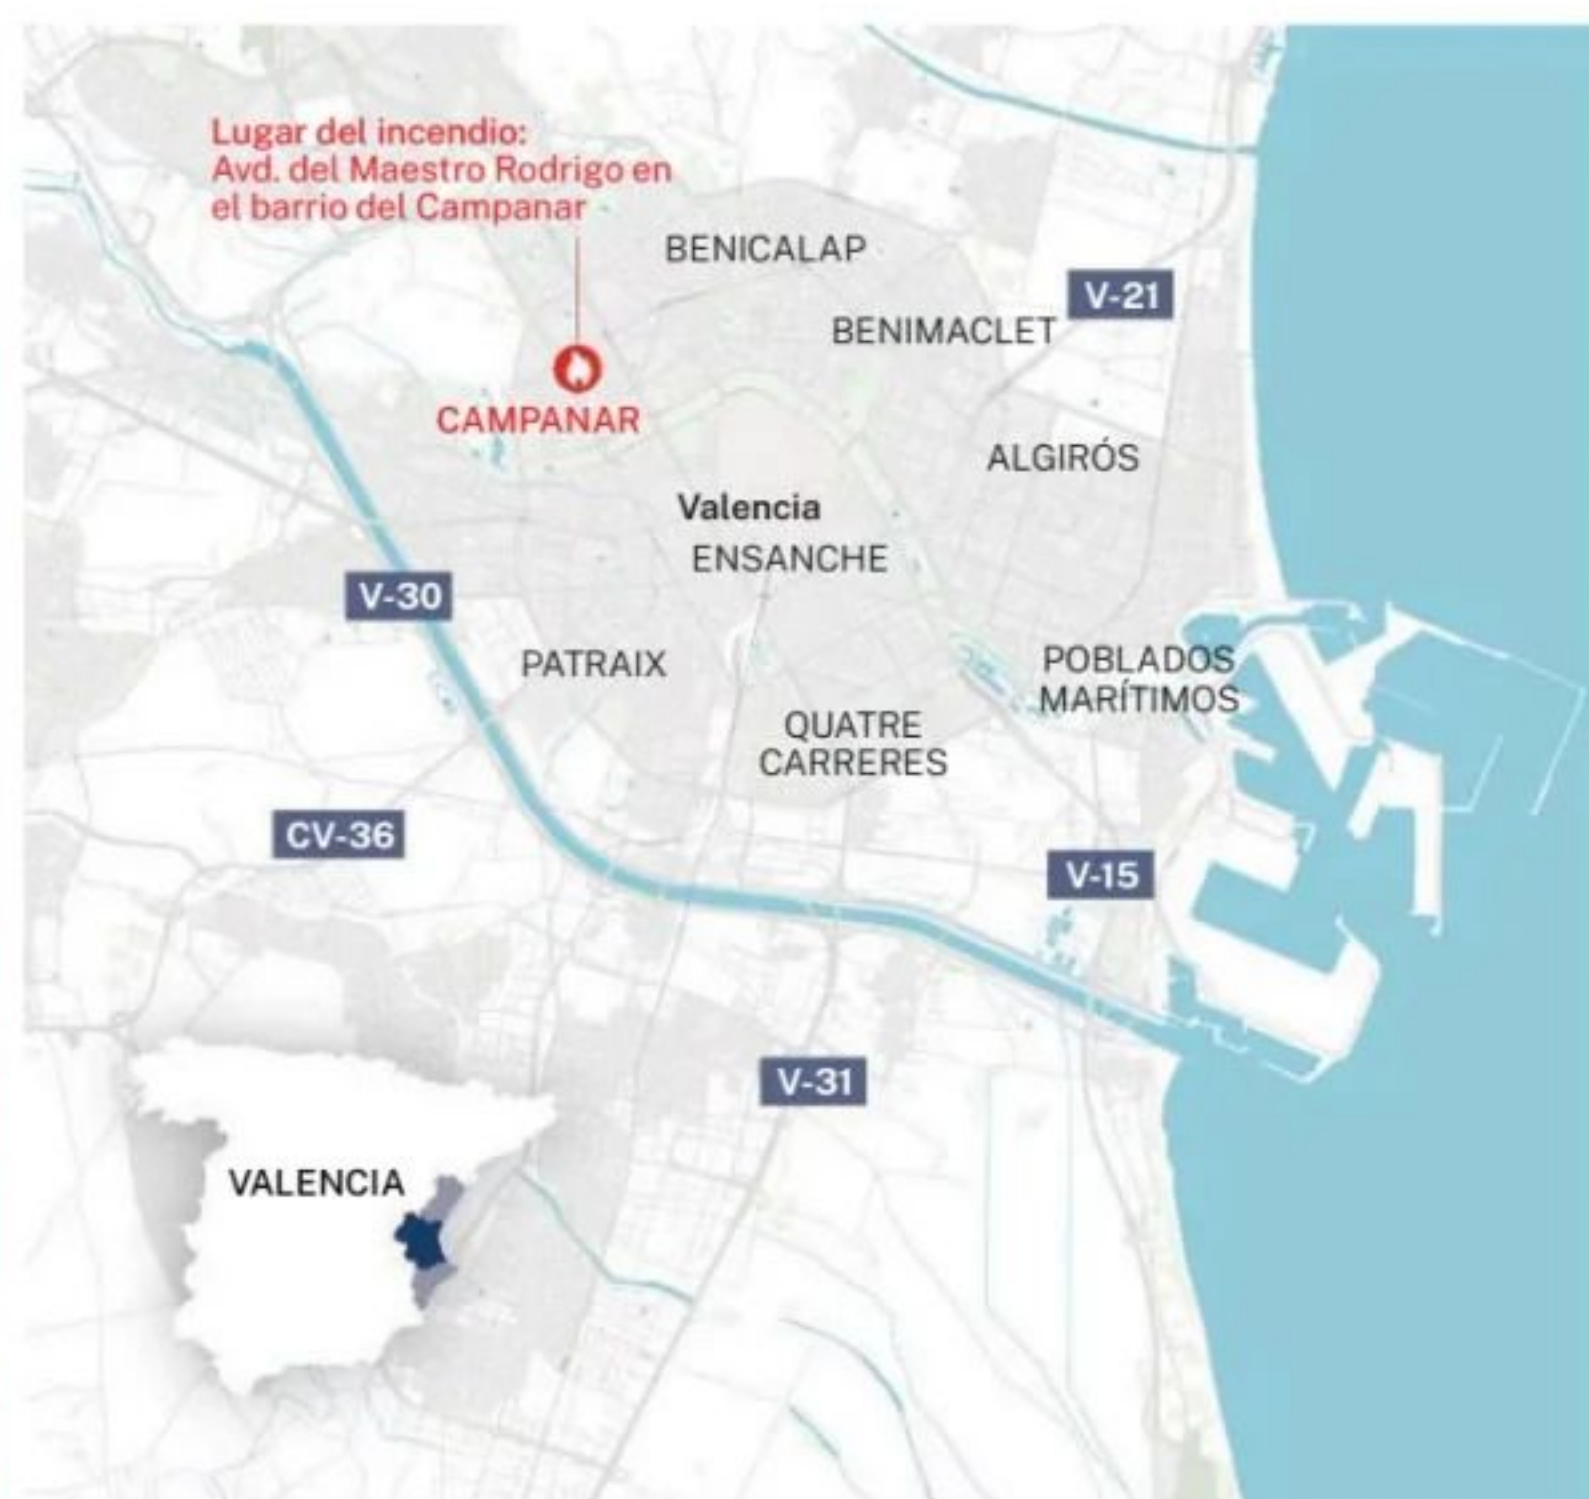 Lugar del incendio:
Avd. del Maestro Rodrigo en
el barrio del Campanar
BENICALAP
V-21
BENIMACLET
CAMPANAR
ALGIRÓS
Valencia
ENSANCHE
V-30
PATRAIX
POBLADOS
MARÍTIMOS
QUATRE
CARRERES
CV-36
V-15
V-31
VALENCIA